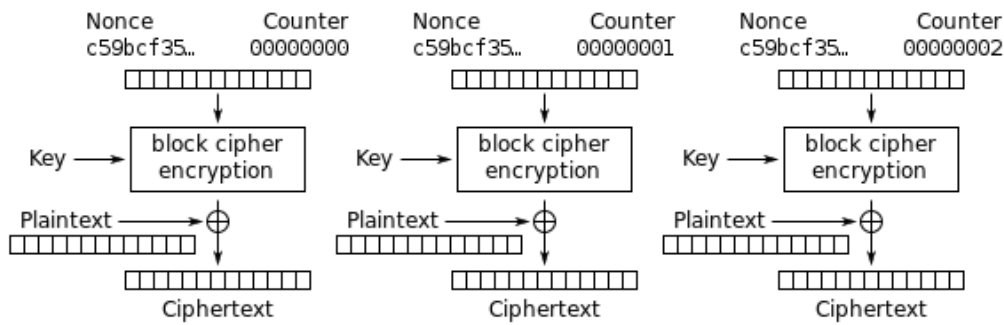 Nonce Counter Nonce Counter Nonce Counter
c59bcf35… 00000000 c59bcf35… 00000001 c59bcf35… 00000002
Key block cipher encryption Key block cipher encryption Key block cipher encryption
Plaintext Plaintext Plaintext
Ciphertext Ciphertext Ciphertext